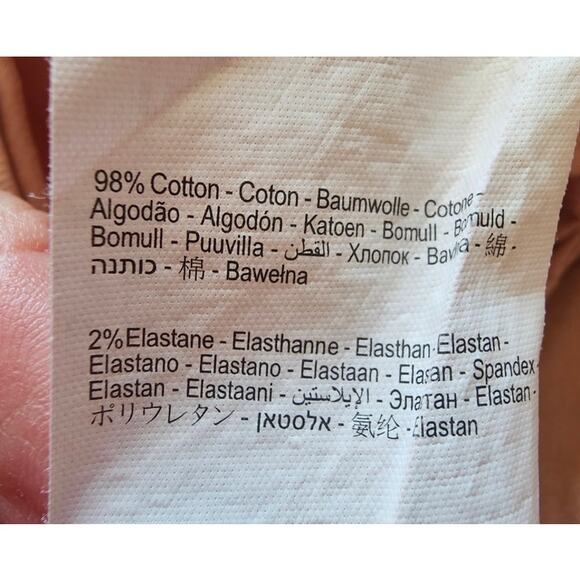 98% Cotton - Coton - Baumwolle - Cotone -
Algodão - Algodón - Katoen - Bomull - Bomuld -
Bomull - Puuvilla - القطن - Хлопок - Bavlna - 綿 -
כותנה - 棉 - Bawełna
2% Elastane - Elasthanne - Elasthan - Elastan -
Elastano - Elastano - Elastaan - Elastan - Spandex -
Elastan - Elastaani - الإيلاستين - Эластан - Elastan -
ポリウレタン - אלסטאן - 氨纶 - Elastan